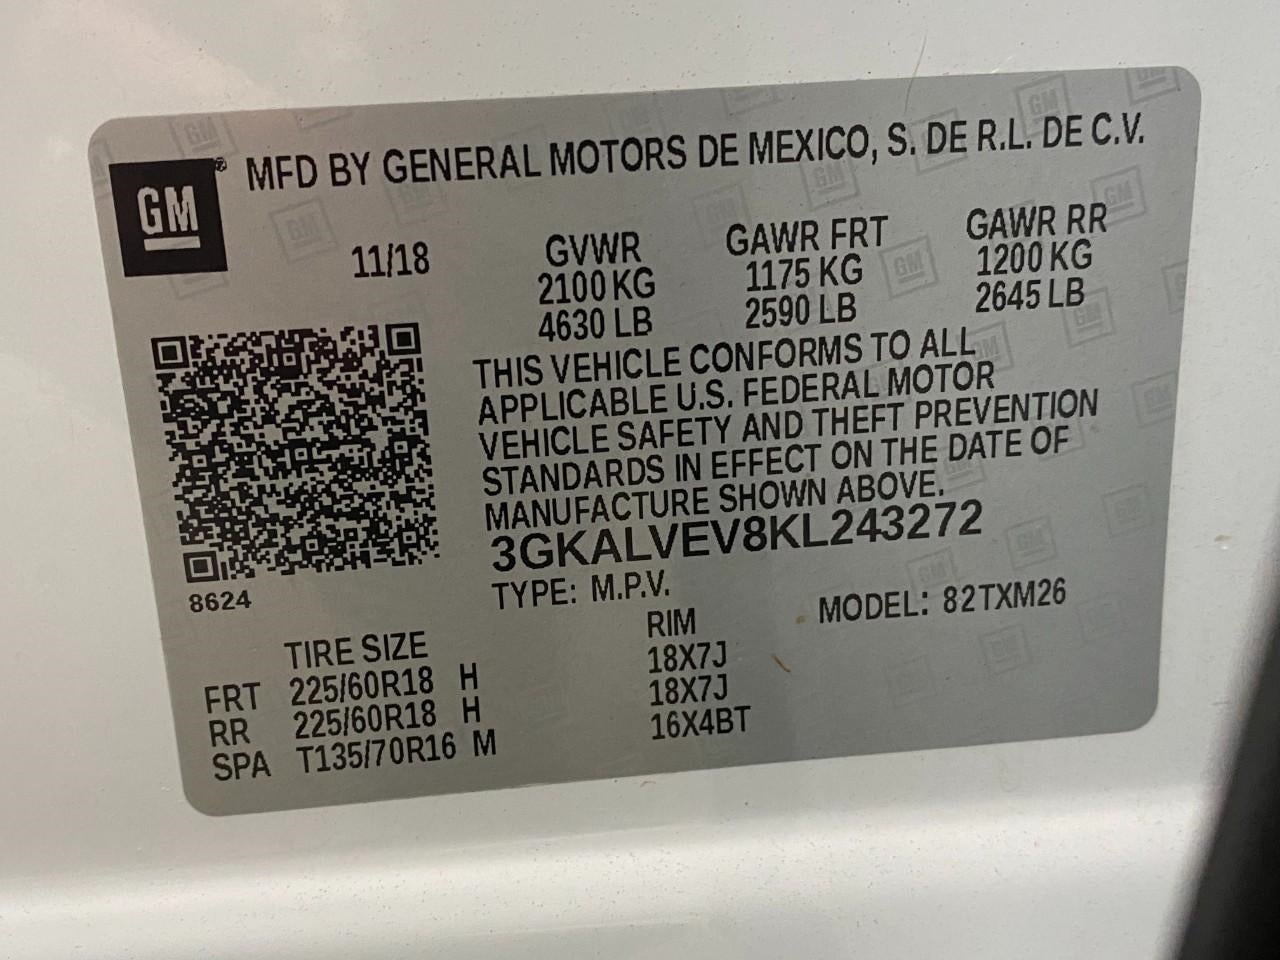 GM® MFD BY GENERAL MOTORS DE MEXICO, S. DE R.L. DE C.V.
11/18 GVWR GAWR FRT GAWR RR
2100 KG 1175 KG 1200 KG
4630 LB 2590 LB 2645 LB
THIS VEHICLE CONFORMS TO ALL
APPLICABLE U.S. FEDERAL MOTOR
VEHICLE SAFETY AND THEFT PREVENTION
STANDARDS IN EFFECT ON THE DATE OF
MANUFACTURE SHOWN ABOVE.
3GKALVEV8KL243272
8624
TYPE: M.P.V. MODEL: 82TXM26
TIRE SIZE RIM
FRT 225/60R18 H 18X7J
RR 225/60R18 H 18X7J
SPA T135/70R16 M 16X4BT